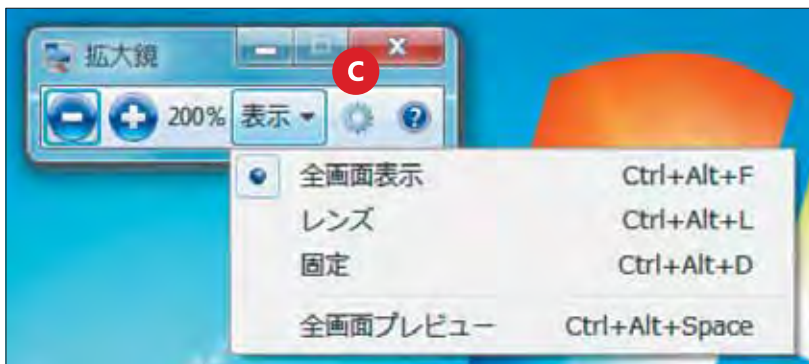 拡大鏡
C
200% 表示
全画面表示 Ctrl+Alt+F
レンズ Ctrl+Alt+L
固定 Ctrl+Alt+D
全画面プレビュー Ctrl+Alt+Space